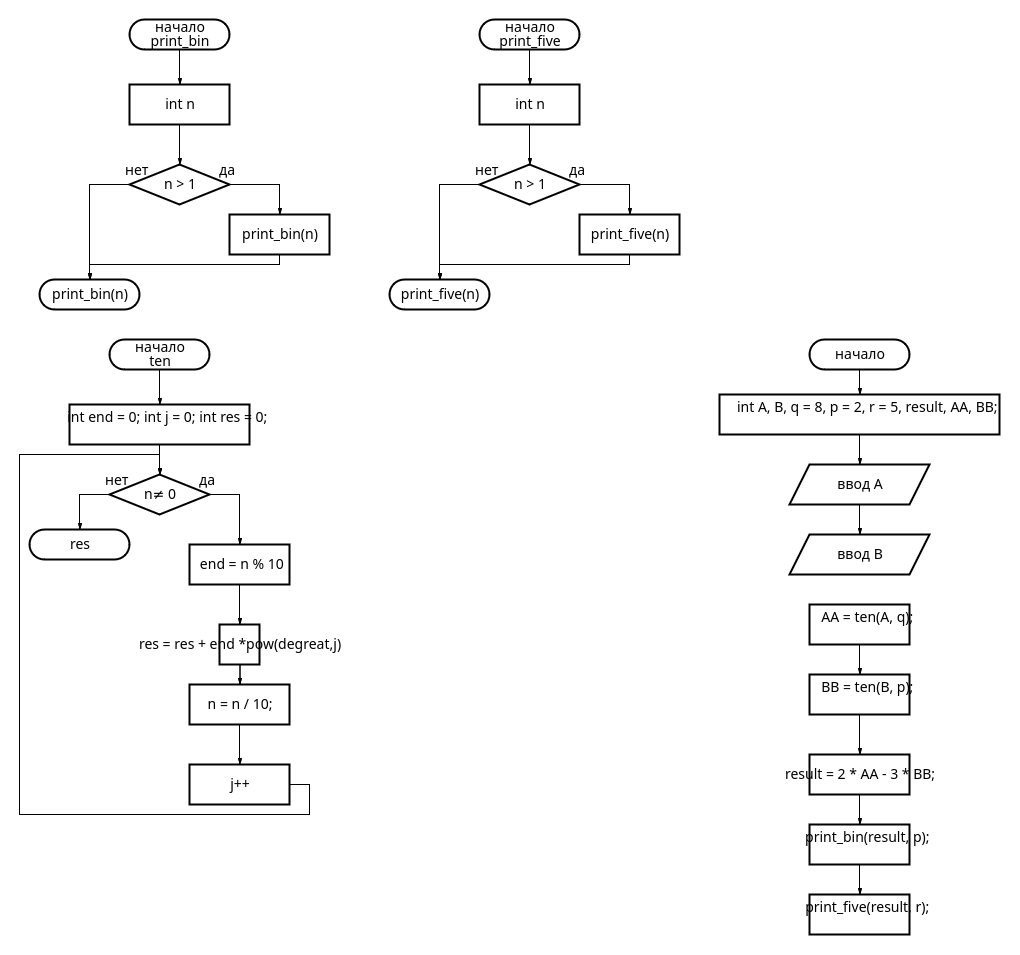 начало
print_bin
int n
нет
да
n > 1
print_bin(n)
print_bin(n)
начало
print_five
int n
нет
да
n > 1
print_five(n)
print_five(n)
начало
ten
int end = 0; int j = 0; int res = 0;
нет
да
n≠ 0
res
end = n % 10
res = res + end *pow(degreat,j)
n = n / 10;
j++
начало
int A, B, q = 8, p = 2, r = 5, result, AA, BB;
ввод A
ввод B
AA = ten(A, q);
BB = ten(B, p);
result = 2 * AA - 3 * BB;
print_bin(result, p);
print_five(result, r);